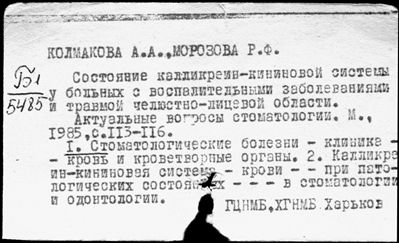 КОЛМАКОВА А.А., МОРОЗОВА Р.Ф.
Б1
5485
Состояние калликреин-кининовой системы
у больных с воспалительными заболеваниями
и травмой челюстно-лицевой области.
Актуальные вопросы стоматологии. М.,
1985,с.113-116.
1. Стоматологические болезни - клиника -
- кровь и кроветворные органы. 2. Калликре
ин-кининовая система - крови - - при пато-
логических состояниях - - - - в стоматологии
и одонтологии.
ГЦНМБ,ХГНМБ Харьков